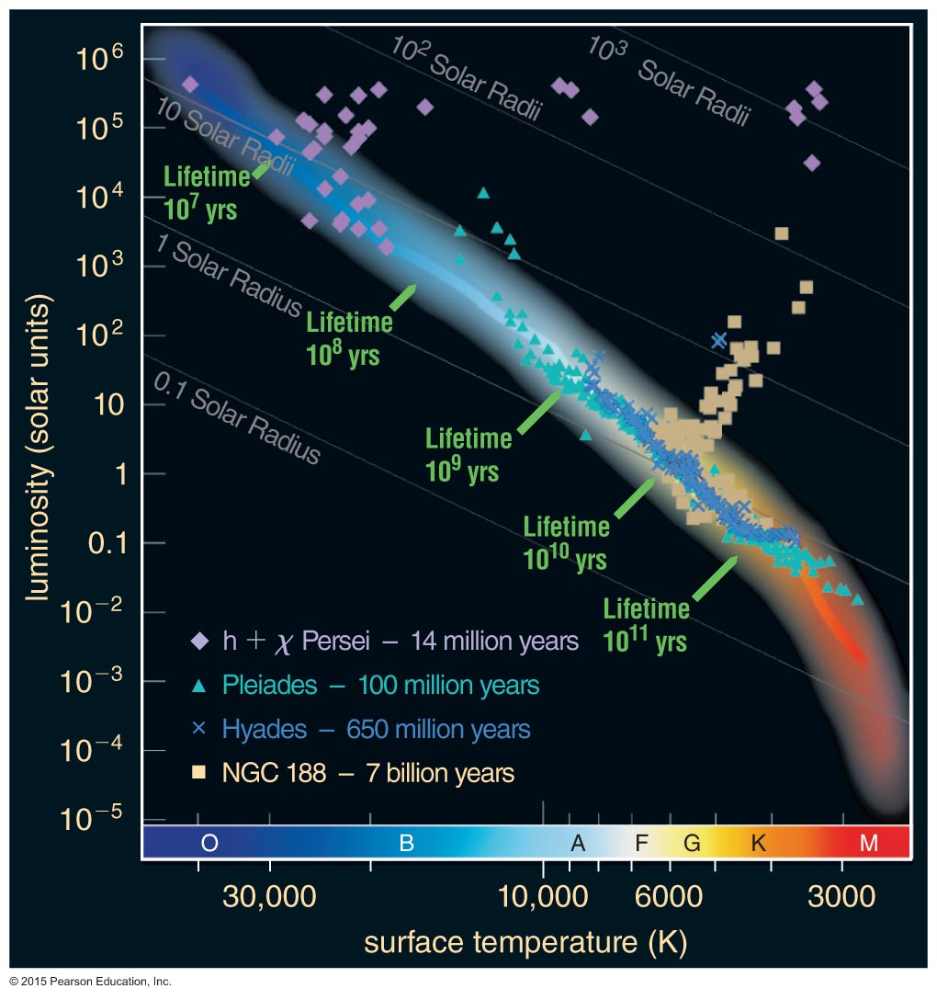 10⁶
10⁵
10⁴
10³
10²
10
1
0.1
10⁻²
10⁻³
10⁻⁴
10⁻⁵
luminosity (solar units)
10² Solar Radii
10³ Solar Radii
10 Solar Radii
1 Solar Radius
0.1 Solar Radius
Lifetime
10⁷ yrs
Lifetime
10⁸ yrs
Lifetime
10⁹ yrs
Lifetime
10¹⁰ yrs
Lifetime
10¹¹ yrs
h + χ Persei – 14 million years
Pleiades – 100 million years
Hyades – 650 million years
NGC 188 – 7 billion years
O B A F G K M
30,000 10,000 6000 3000
surface temperature (K)
© 2015 Pearson Education, Inc.